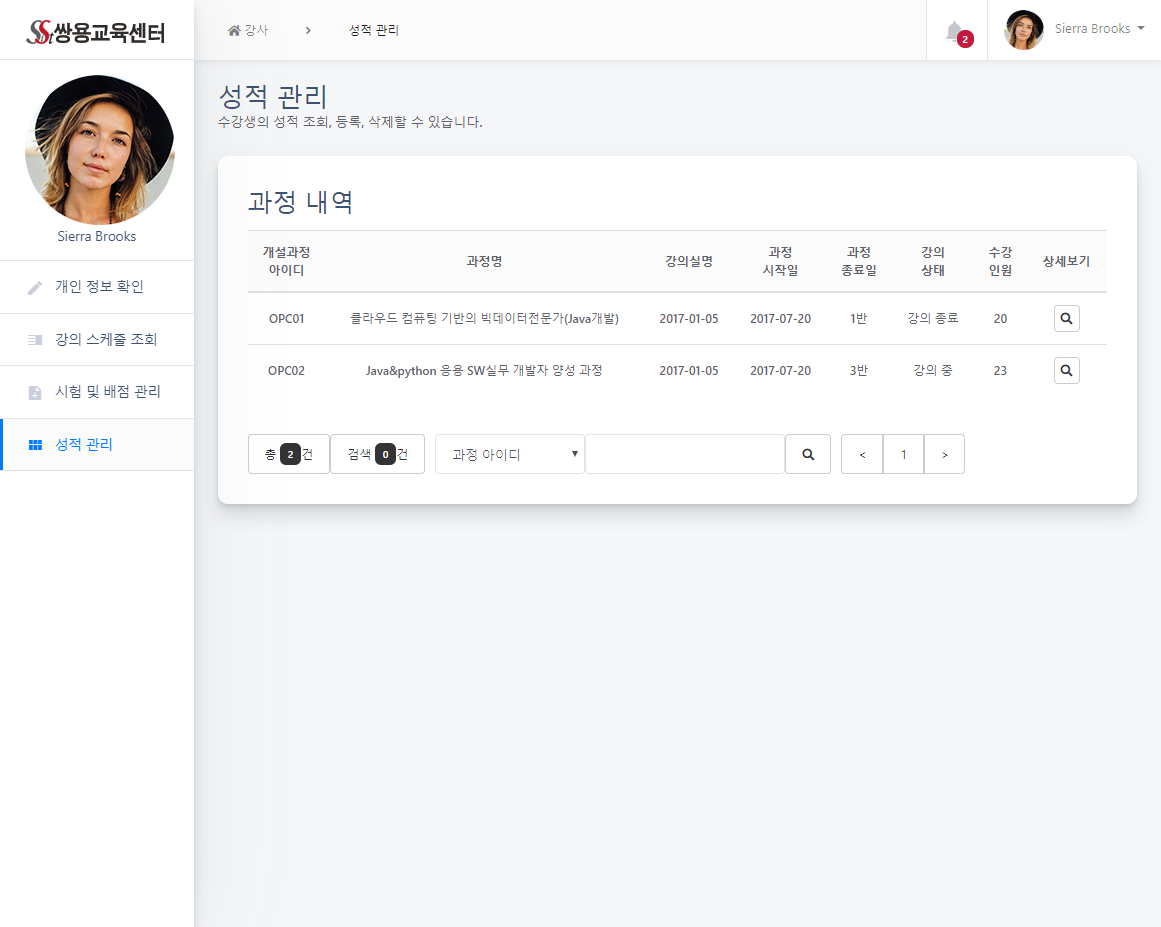 쌍용교육센터
강사 > 성적 관리
2
Sierra Brooks
Sierra Brooks
개인 정보 확인
강의 스케줄 조회
시험 및 배점 관리
성적 관리
성적 관리
수강생의 성적 조회, 등록, 삭제할 수 있습니다.
과정 내역
개설과정 아이디 과정명 강의실명 과정 시작일 과정 종료일 강의 상태 수강 인원 상세보기
OPC01 클라우드 컴퓨팅 기반의 빅데이터전문가(Java개발) 2017-01-05 2017-07-20 1반 강의 종료 20
OPC02 Java&python 응용 SW실무 개발자 양성 과정 2017-01-05 2017-07-20 3반 강의 중 23
총 2 건 검색 0 건 과정 아이디 < 1 >